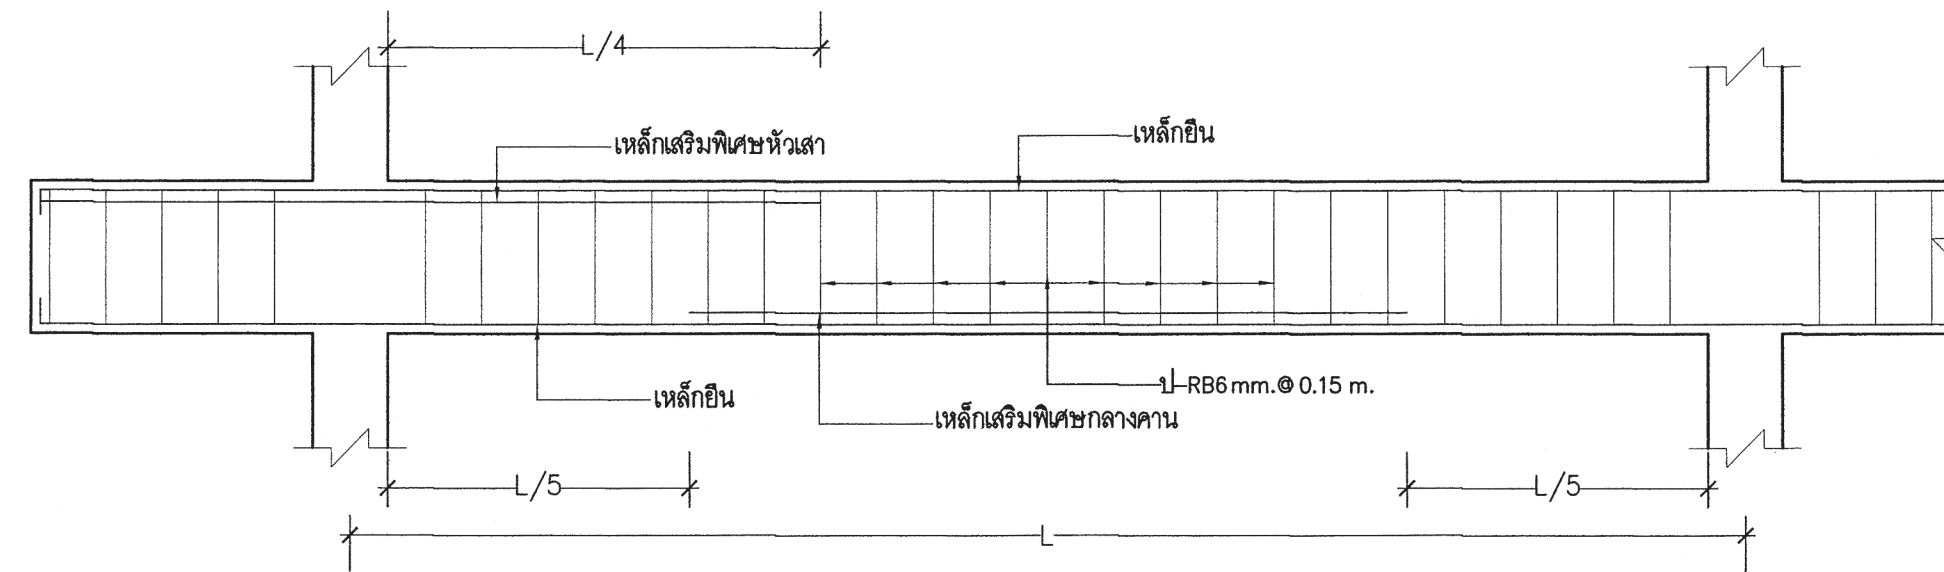 L/4
เหล็กเสริมพิเศษหัวเสา
เหล็กยืน
ป-RB6 mm.@ 0.15 m.
เหล็กยืน
เหล็กเสริมพิเศษกลางคาน
L/5
L/5
L